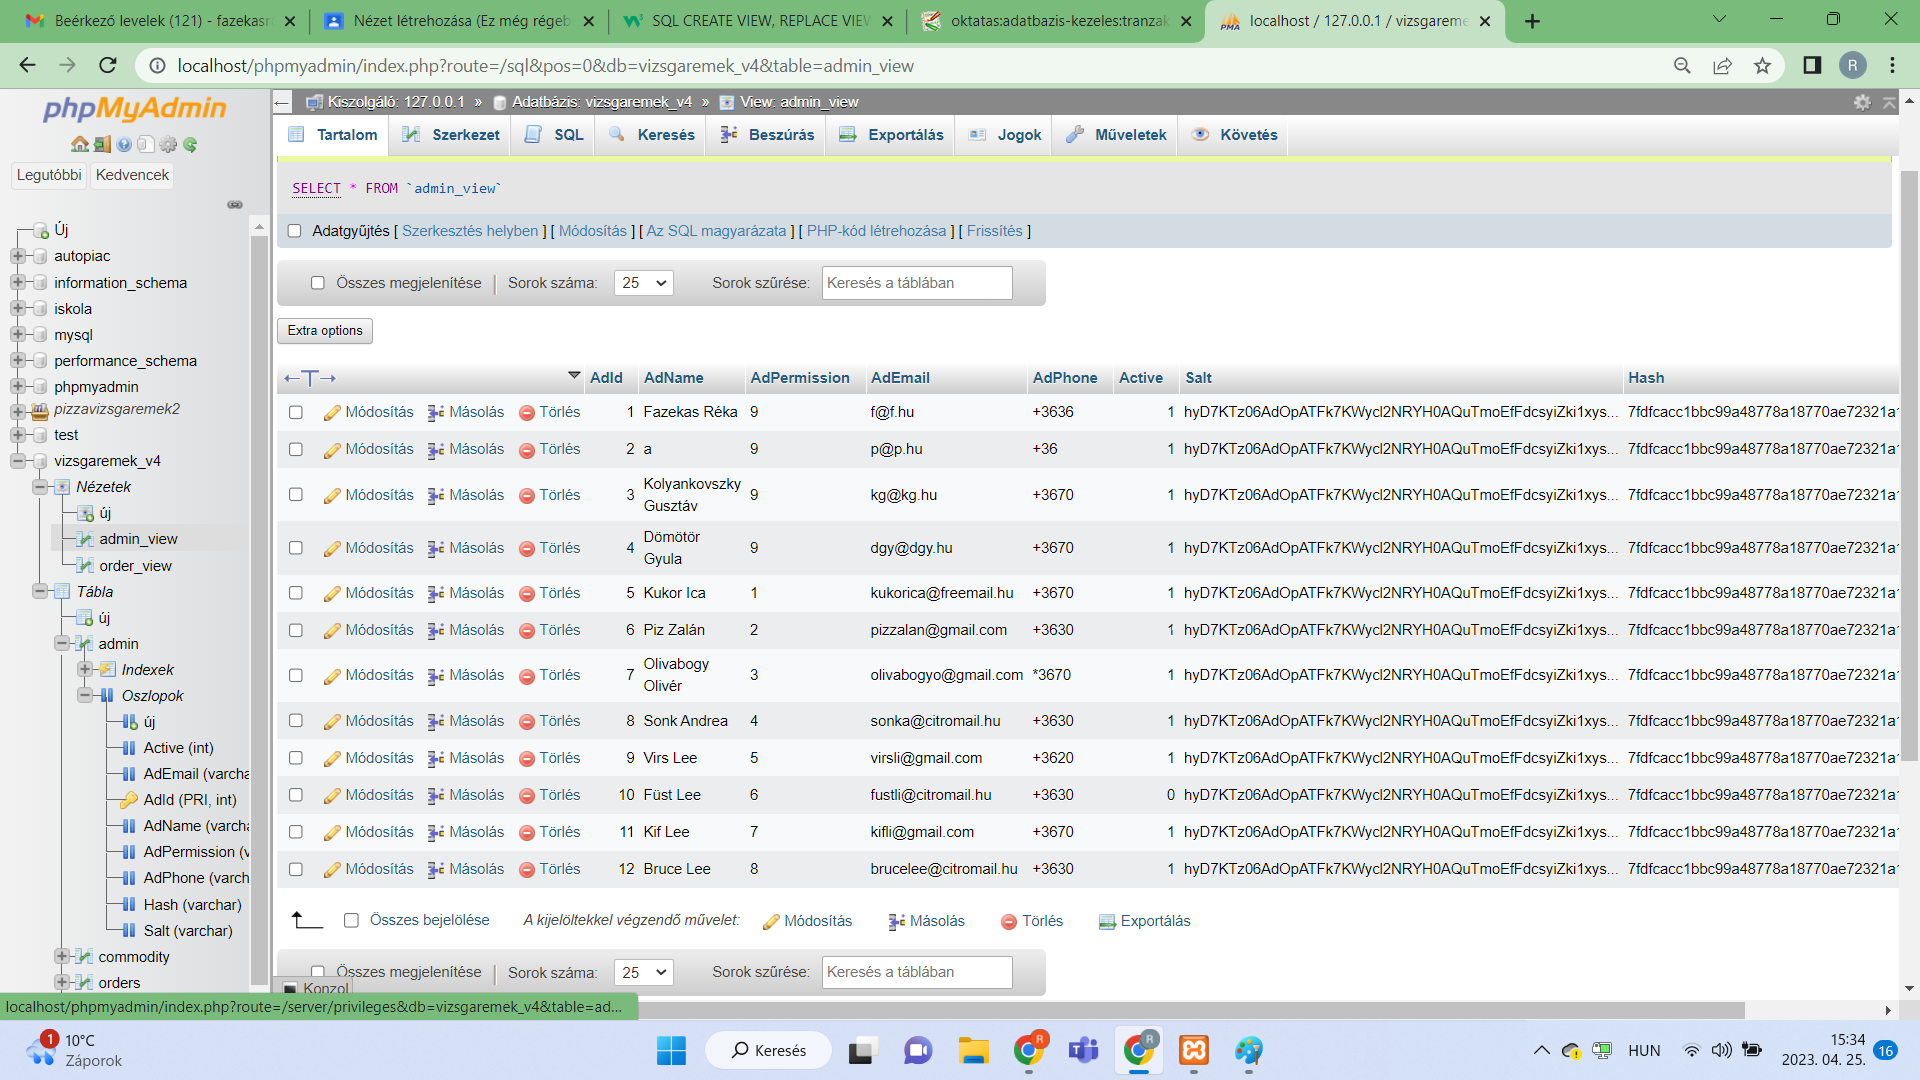 Beérkező levelek (121) - fazekasr
Nézet létrehozása (Ez még régeb
SQL CREATE VIEW, REPLACE VIEW
oktatas:adatbazis-kezeles:tranzak
localhost / 127.0.0.1 / vizsgareme
localhost/phpmyadmin/index.php?route=/sql&pos=0&db=vizsgaremek_v4&table=admin_view
R
phpMyAdmin
Legutóbbi Kedvencek
Új
autopiac
information_schema
iskola
mysql
performance_schema
phpmyadmin
pizzavizsgaremek2
test
vizsgaremek_v4
Nézetek
új
admin_view
order_view
Tábla
új
admin
Indexek
Oszlopok
új
Active (int)
AdEmail (varcha
AdId (PRI, int)
AdName (varcha
AdPermission (v
AdPhone (varch
Hash (varchar)
Salt (varchar)
commodity
orders
Kiszolgáló: 127.0.0.1 » Adatbázis: vizsgaremek_v4 » View: admin_view
Tartalom Szerkezet SQL Keresés Beszúrás Exportálás Jogok Műveletek Követés
SELECT * FROM `admin_view`
Adatgyűjtés [ Szerkesztés helyben ] [ Módosítás ] [ Az SQL magyarázata ] [ PHP-kód létrehozása ] [ Frissítés ]
Összes megjelenítése Sorok száma: 25 Sorok szűrése: Keresés a táblában
Extra options
←T→ AdId AdName AdPermission AdEmail AdPhone Active Salt Hash
Módosítás Másolás Törlés 1 Fazekas Réka 9 f@f.hu +3636 1 hyD7KTz06AdOpATFk7KWycl2NRYH0AQuTmoEfFdcsyiZki1xys... 7fdfcacc1bbc99a48778a18770ae72321a1
Módosítás Másolás Törlés 2 a 9 p@p.hu +36 1 hyD7KTz06AdOpATFk7KWycl2NRYH0AQuTmoEfFdcsyiZki1xys... 7fdfcacc1bbc99a48778a18770ae72321a1
Módosítás Másolás Törlés 3 Kolyankovszky Gusztáv 9 kg@kg.hu +3670 1 hyD7KTz06AdOpATFk7KWycl2NRYH0AQuTmoEfFdcsyiZki1xys... 7fdfcacc1bbc99a48778a18770ae72321a1
Módosítás Másolás Törlés 4 Dömötör Gyula 9 dgy@dgy.hu +3670 1 hyD7KTz06AdOpATFk7KWycl2NRYH0AQuTmoEfFdcsyiZki1xys... 7fdfcacc1bbc99a48778a18770ae72321a1
Módosítás Másolás Törlés 5 Kukor Ica 1 kukorica@freemail.hu +3670 1 hyD7KTz06AdOpATFk7KWycl2NRYH0AQuTmoEfFdcsyiZki1xys... 7fdfcacc1bbc99a48778a18770ae72321a1
Módosítás Másolás Törlés 6 Piz Zalán 2 pizzalan@gmail.com +3630 1 hyD7KTz06AdOpATFk7KWycl2NRYH0AQuTmoEfFdcsyiZki1xys... 7fdfcacc1bbc99a48778a18770ae72321a1
Módosítás Másolás Törlés 7 Olivabogy Olivér 3 olivabogyo@gmail.com *3670 1 hyD7KTz06AdOpATFk7KWycl2NRYH0AQuTmoEfFdcsyiZki1xys... 7fdfcacc1bbc99a48778a18770ae72321a1
Módosítás Másolás Törlés 8 Sonk Andrea 4 sonka@citromail.hu +3630 1 hyD7KTz06AdOpATFk7KWycl2NRYH0AQuTmoEfFdcsyiZki1xys... 7fdfcacc1bbc99a48778a18770ae72321a1
Módosítás Másolás Törlés 9 Virs Lee 5 virsli@gmail.com +3620 1 hyD7KTz06AdOpATFk7KWycl2NRYH0AQuTmoEfFdcsyiZki1xys... 7fdfcacc1bbc99a48778a18770ae72321a1
Módosítás Másolás Törlés 10 Füst Lee 6 fustli@citromail.hu +3630 0 hyD7KTz06AdOpATFk7KWycl2NRYH0AQuTmoEfFdcsyiZki1xys... 7fdfcacc1bbc99a48778a18770ae72321a1
Módosítás Másolás Törlés 11 Kif Lee 7 kifli@gmail.com +3670 1 hyD7KTz06AdOpATFk7KWycl2NRYH0AQuTmoEfFdcsyiZki1xys... 7fdfcacc1bbc99a48778a18770ae72321a1
Módosítás Másolás Törlés 12 Bruce Lee 8 brucelee@citromail.hu +3630 1 hyD7KTz06AdOpATFk7KWycl2NRYH0AQuTmoEfFdcsyiZki1xys... 7fdfcacc1bbc99a48778a18770ae72321a1
Összes bejelölése A kijelöltekkel végzendő művelet: Módosítás Másolás Törlés Exportálás
Összes megjelenítése Sorok száma: 25 Sorok szűrése: Keresés a táblában
Konzol
localhost/phpmyadmin/index.php?route=/server/privileges&db=vizsgaremek_v4&table=ad...
1 10°C
Záporok
Keresés
HUN
15:34
2023. 04. 25.
16